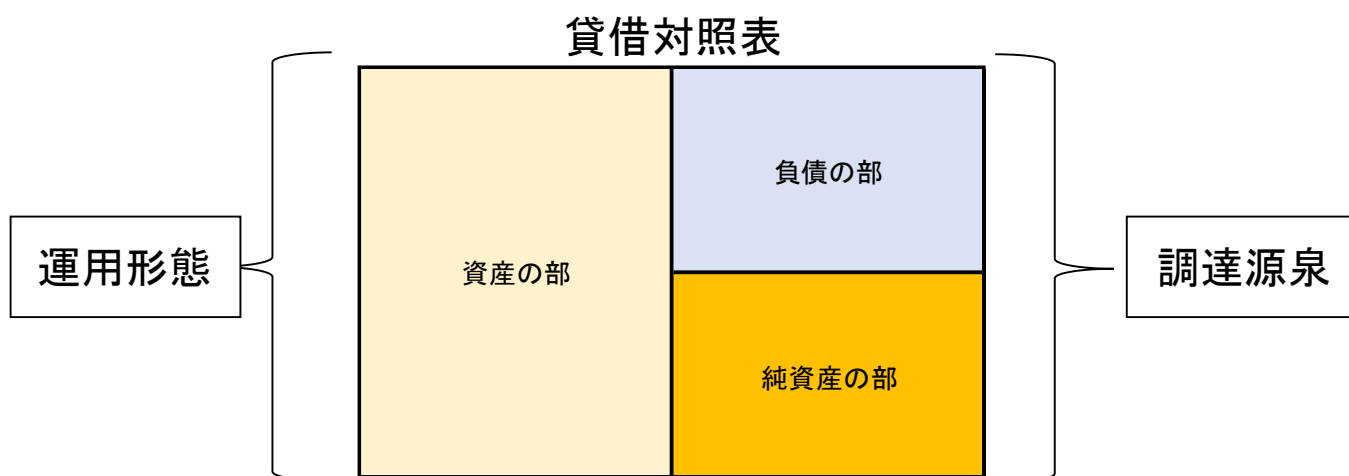 貸借対照表
運用形態
資産の部
負債の部
純資産の部
調達源泉